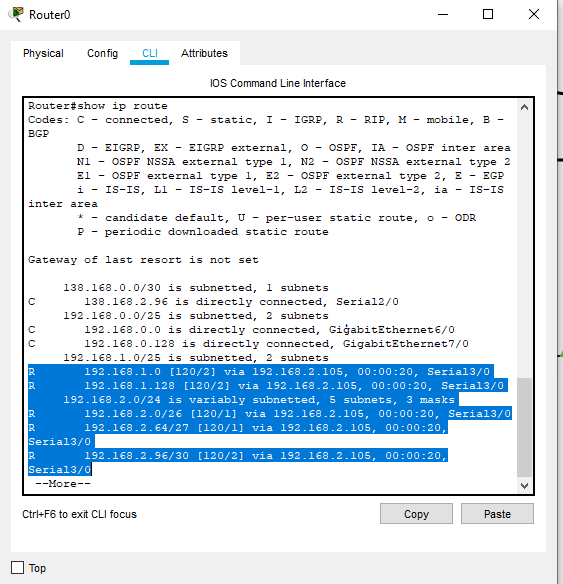 Router0
Physical Config CLI Attributes
IOS Command Line Interface
Router#show ip route
Codes: C - connected, S - static, I - IGRP, R - RIP, M - mobile, B -
BGP
D - EIGRP, EX - EIGRP external, O - OSPF, IA - OSPF inter area
N1 - OSPF NSSA external type 1, N2 - OSPF NSSA external type 2
E1 - OSPF external type 1, E2 - OSPF external type 2, E - EGP
i - IS-IS, L1 - IS-IS level-1, L2 - IS-IS level-2, ia - IS-IS
inter area
* - candidate default, U - per-user static route, o - ODR
P - periodic downloaded static route
Gateway of last resort is not set
138.168.0.0/30 is subnetted, 1 subnets
C 138.168.2.96 is directly connected, Serial2/0
192.168.0.0/25 is subnetted, 2 subnets
C 192.168.0.0 is directly connected, GigabitEthernet6/0
C 192.168.0.128 is directly connected, GigabitEthernet7/0
192.168.1.0/25 is subnetted, 2 subnets
R 192.168.1.0 [120/2] via 192.168.2.105, 00:00:20, Serial3/0
R 192.168.1.128 [120/2] via 192.168.2.105, 00:00:20, Serial3/0
192.168.2.0/24 is variably subnetted, 5 subnets, 3 masks
R 192.168.2.0/26 [120/1] via 192.168.2.105, 00:00:20, Serial3/0
R 192.168.2.64/27 [120/1] via 192.168.2.105, 00:00:20,
Serial3/0
R 192.168.2.96/30 [120/2] via 192.168.2.105, 00:00:20,
Serial3/0
--More--
Ctrl+F6 to exit CLI focus
Copy Paste
Top